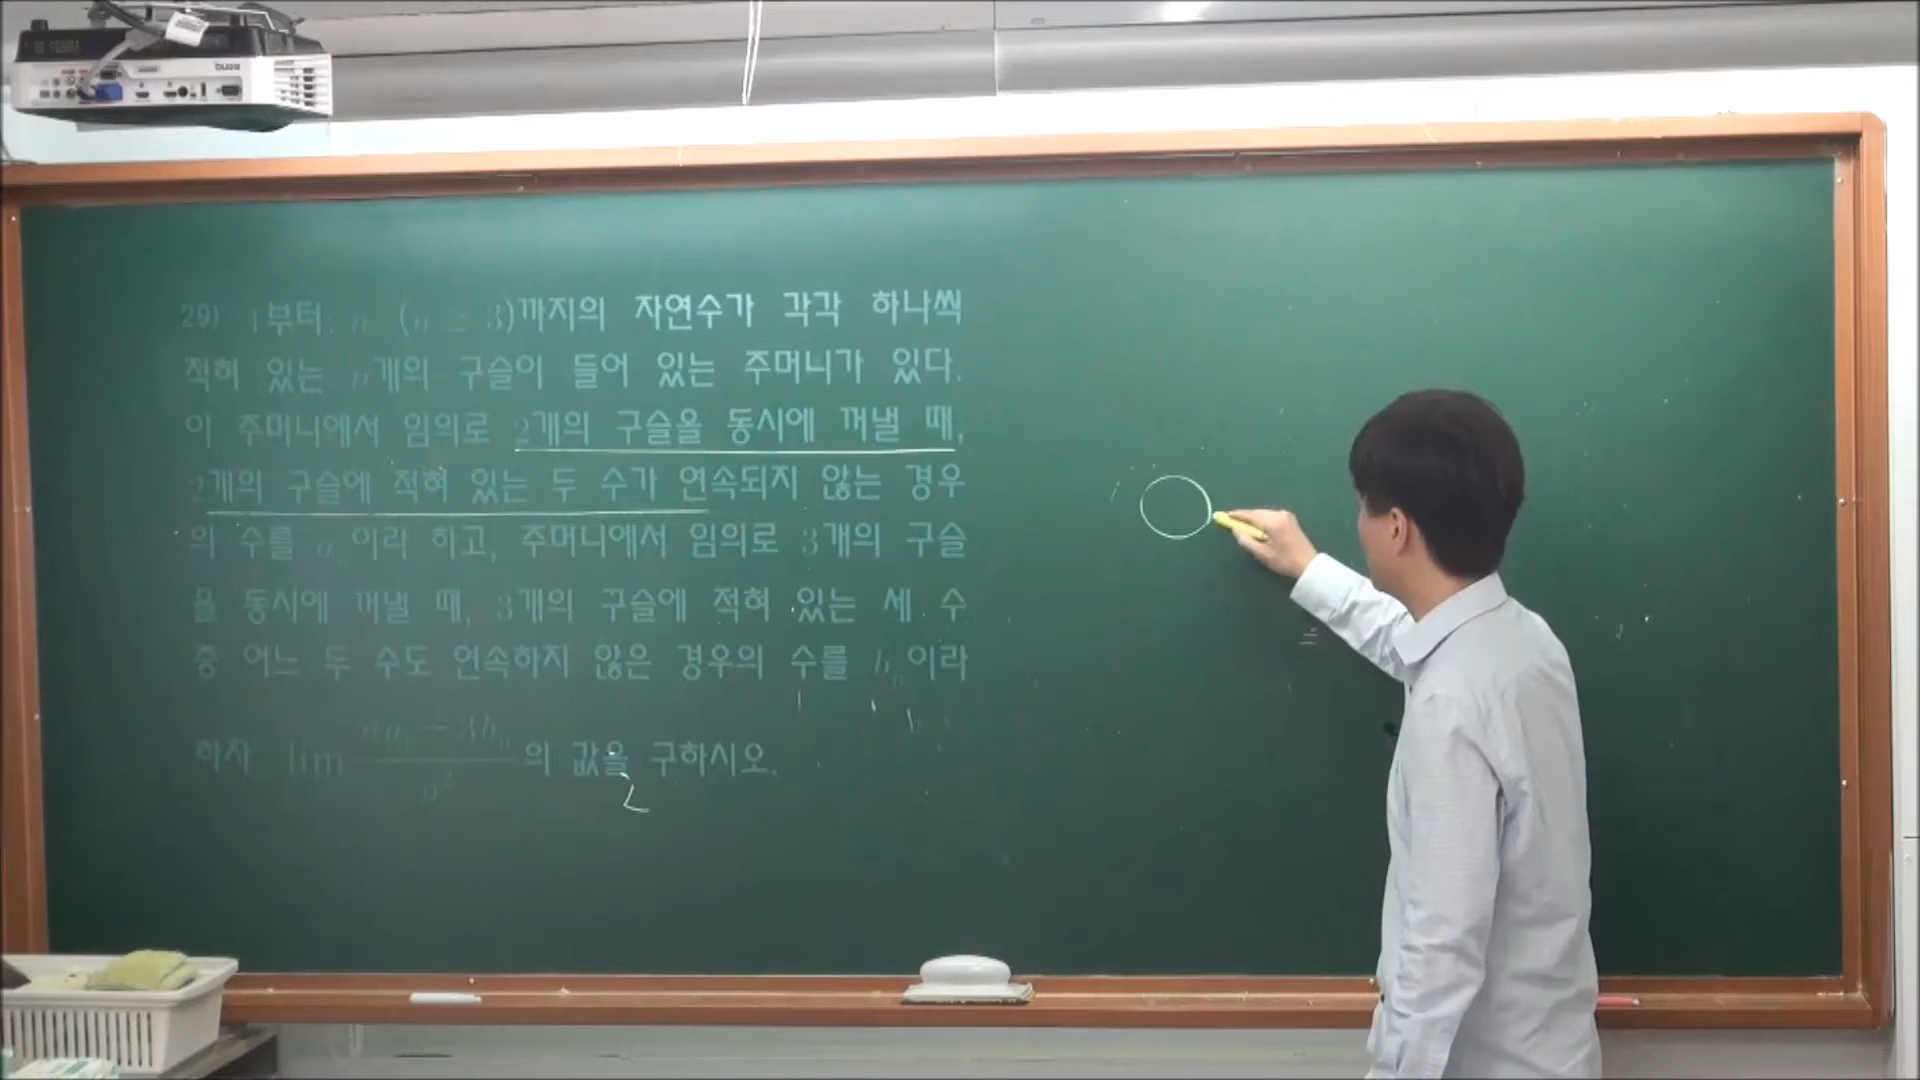 29) 1부터 n (n ≥ 3)까지의 자연수가 각각 하나씩
적혀 있는 n개의 구슬이 들어 있는 주머니가 있다.
이 주머니에서 임의로 2개의 구슬을 동시에 꺼낼 때,
2개의 구슬에 적혀 있는 두 수가 연속되지 않는 경우
의 수를 a 이라 하고, 주머니에서 임의로 3개의 구슬
을 동시에 꺼낼 때, 3개의 구슬에 적혀 있는 세 수
중 어느 두 수도 연속하지 않은 경우의 수를 bₙ이라
하자 lim 의 값을 구하시오.
BenQ